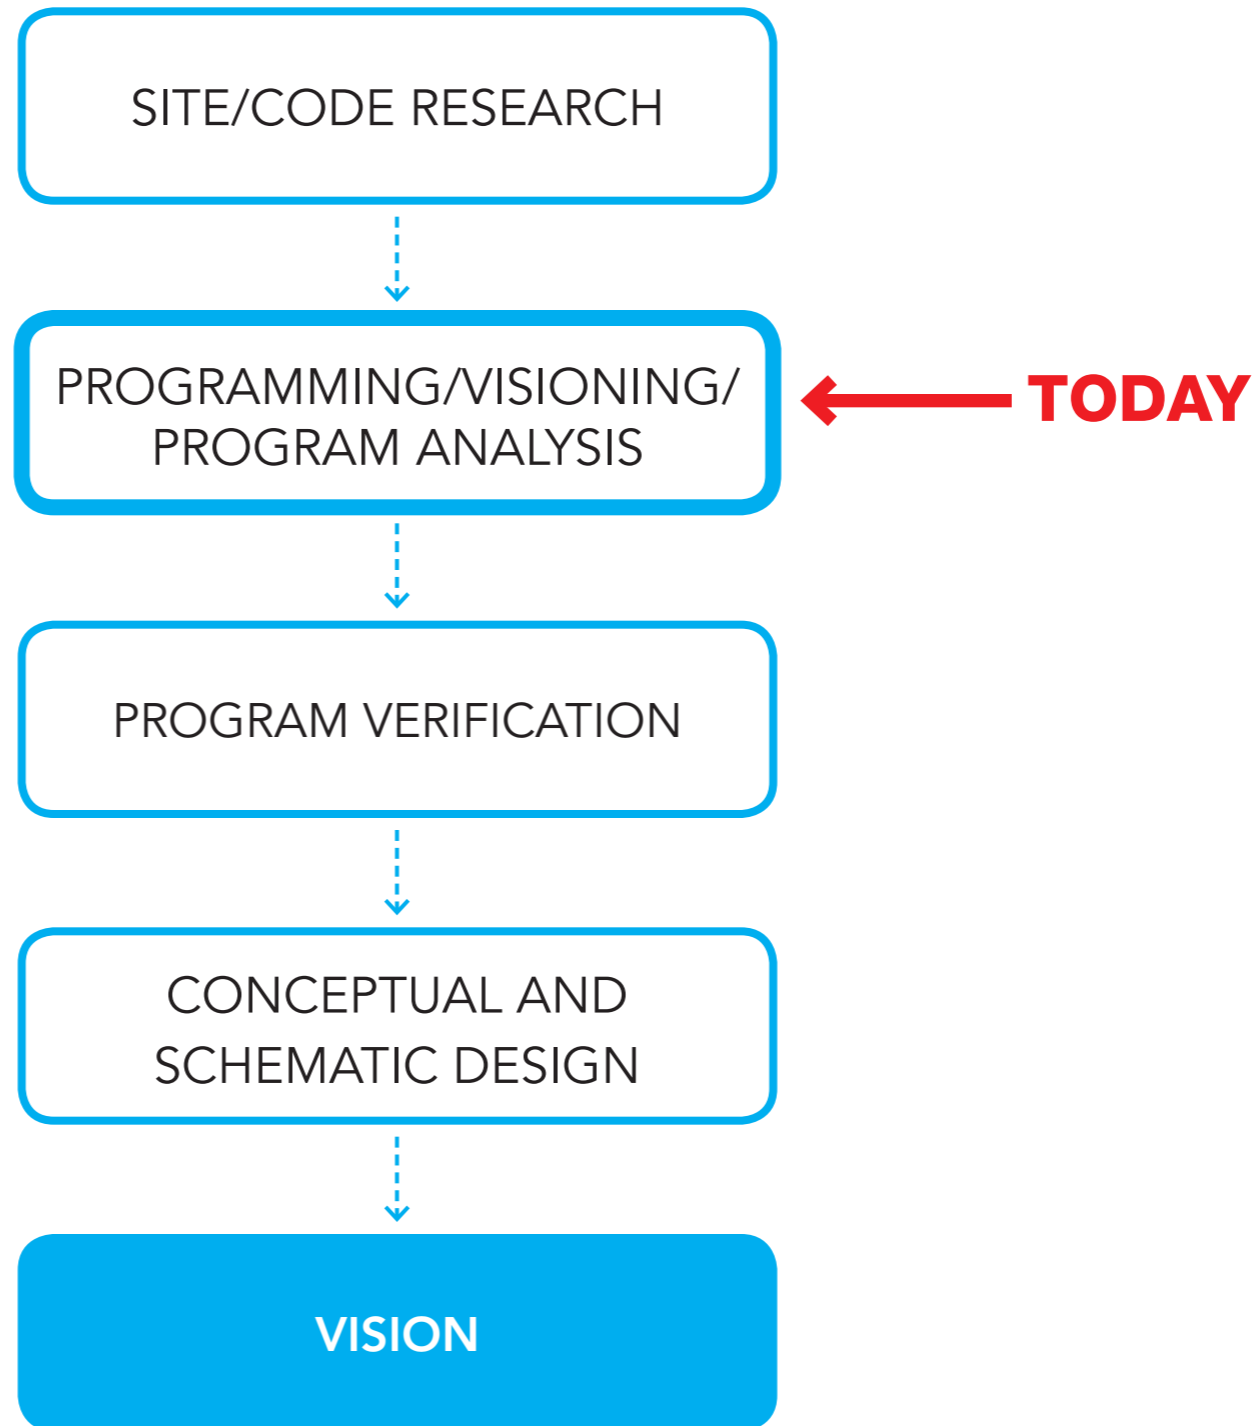 SITE/CODE RESEARCH
PROGRAMMING/VISIONING/
PROGRAM ANALYSIS
TODAY
PROGRAM VERIFICATION
CONCEPTUAL AND
SCHEMATIC DESIGN
VISION